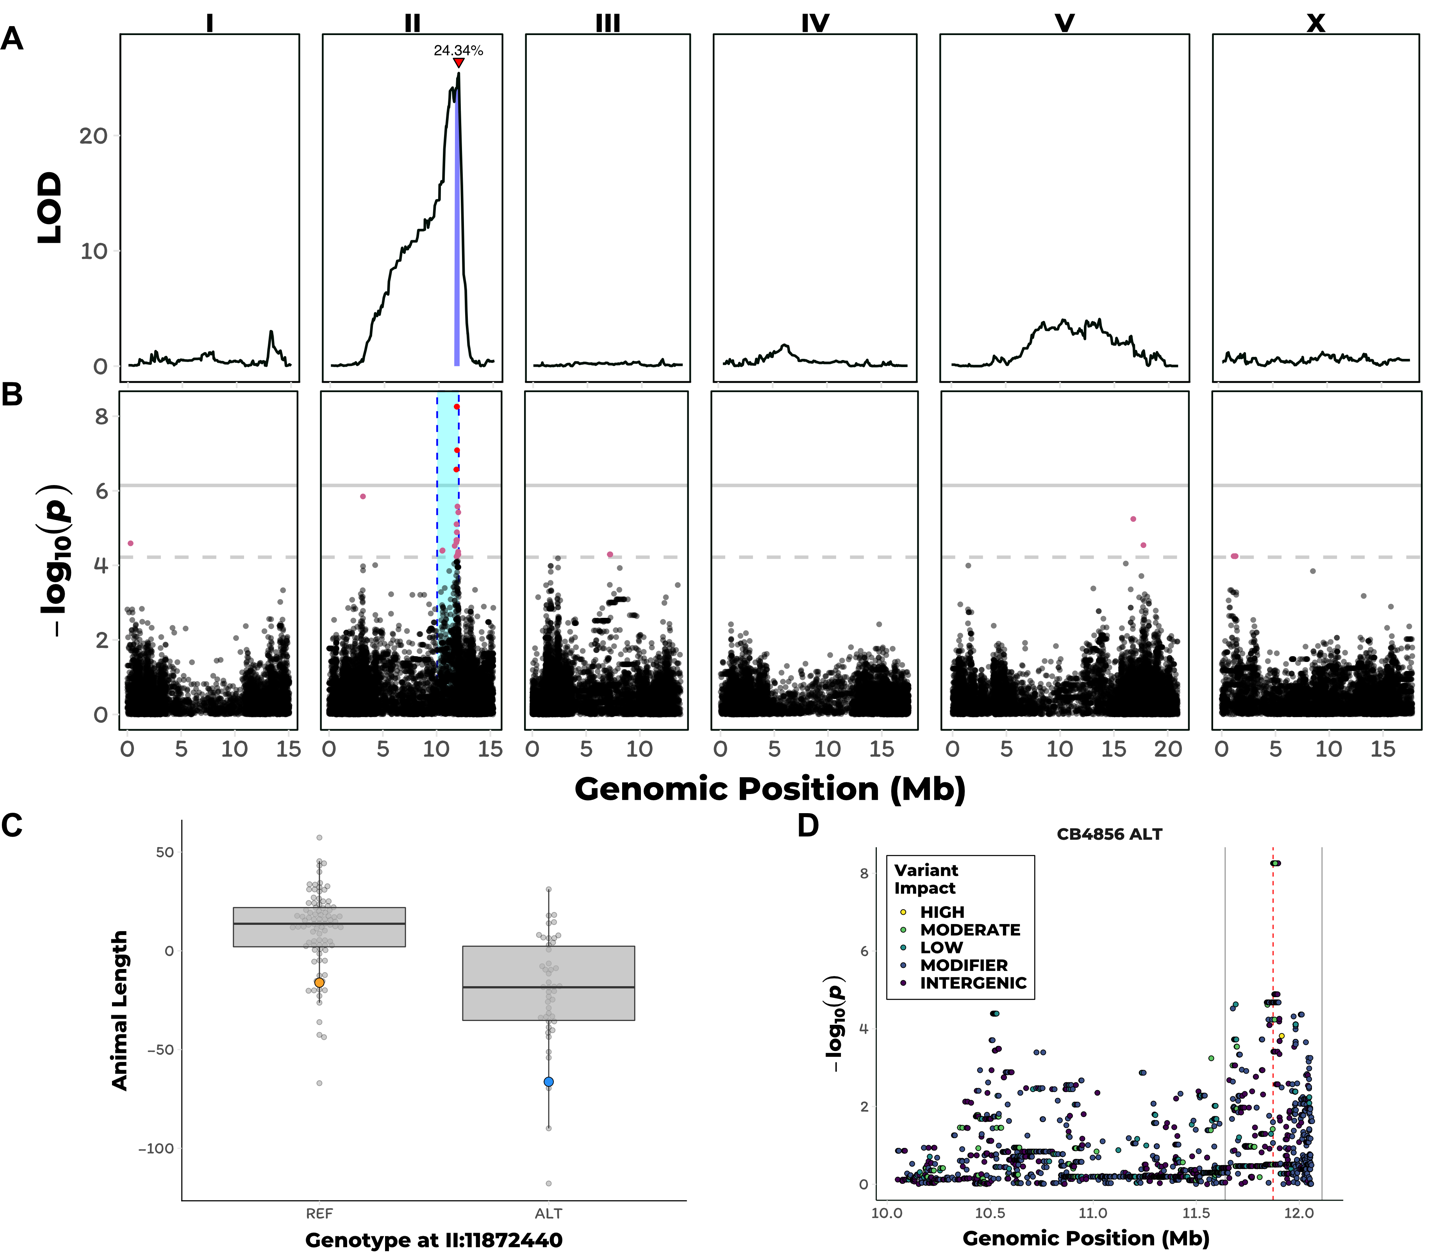 A
I II III IV V X
24.34%
LOD
20
10
0
B
−log10(p)
8
6
4
2
0
0 5 10 15 0 5 10 15 0 5 10 0 5 10 15 0 5 10 15 20 0 5 10 15
Genomic Position (Mb)
C
Animal Length
50
0
−50
−100
REF ALT
Genotype at II:11872440
D
CB4856 ALT
Variant
Impact
HIGH
MODERATE
LOW
MODIFIER
INTERGENIC
−log10(p)
8
6
4
2
0
10.0 10.5 11.0 11.5 12.0
Genomic Position (Mb)